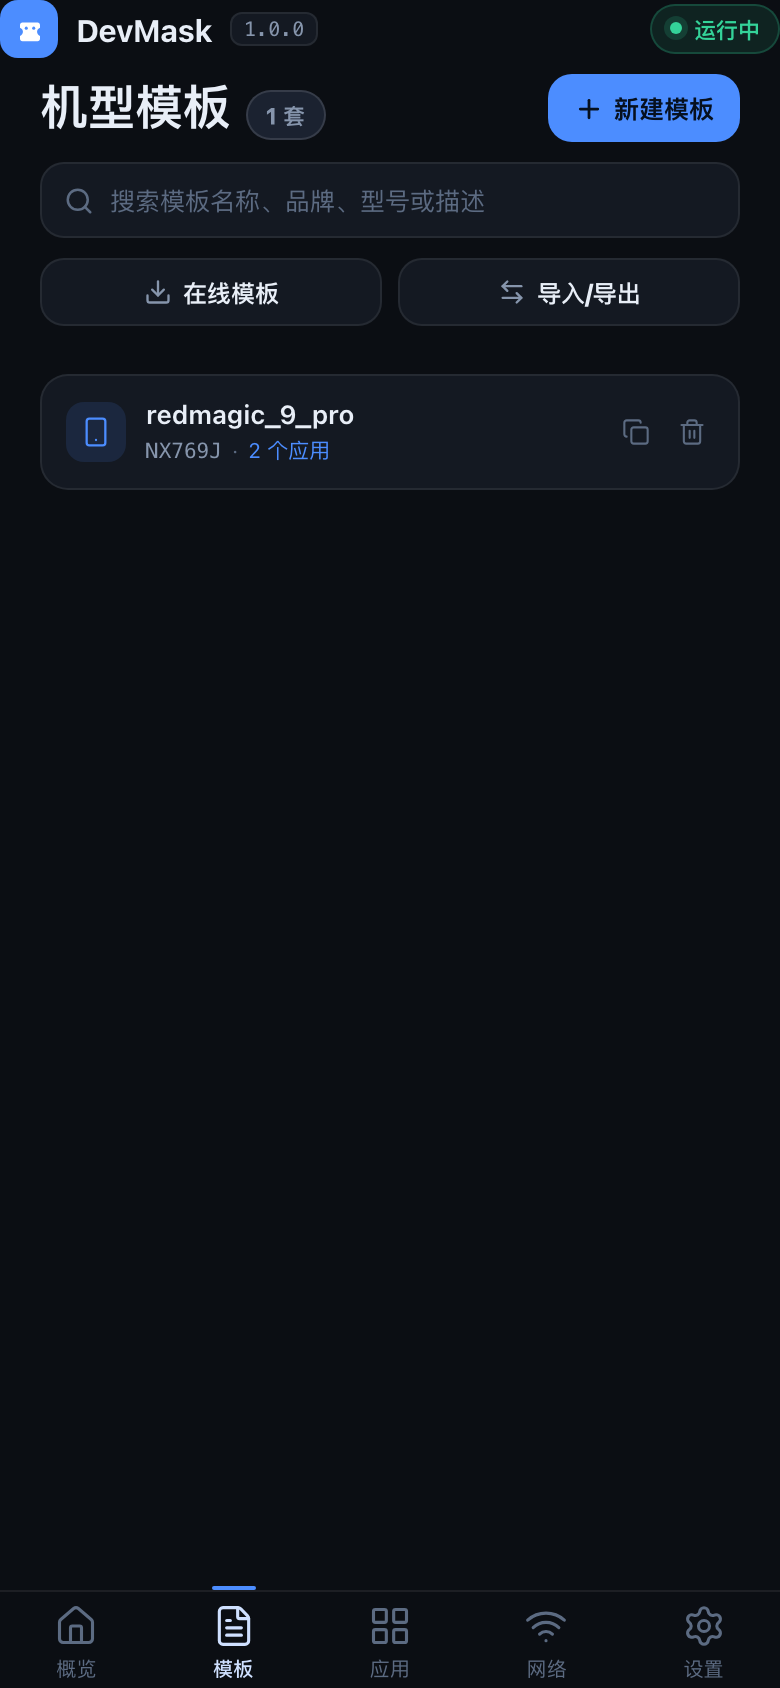 DevMask 1.0.0 运行中
机型模板 1 套 新建模板
搜索模板名称、品牌、型号或描述
在线模板 导入/导出
redmagic_9_pro
NX769J · 2 个应用
概览 模板 应用 网络 设置